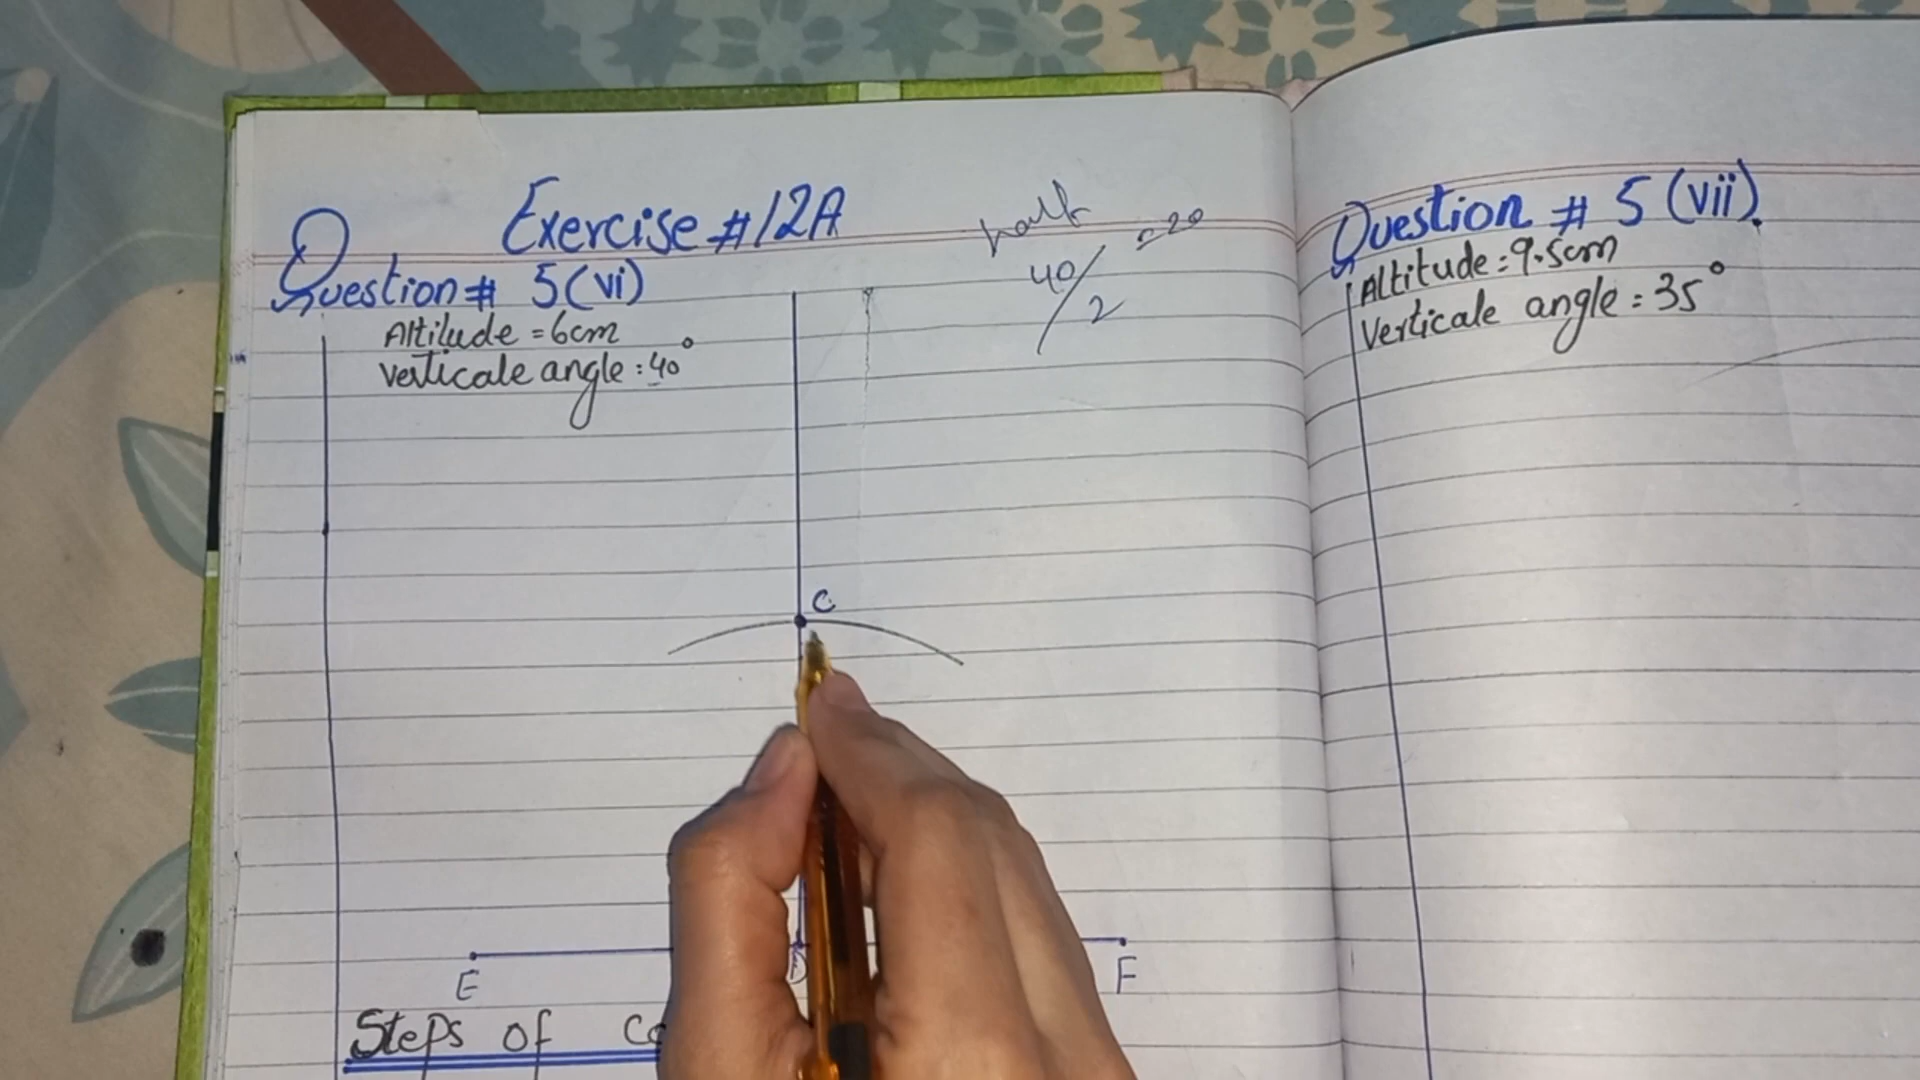 Exercise #12A
Question# 5(vi)
Altitude = 6cm
verticale angle : 40°
half
40/2 = 20
C
D
E
F
Steps of Co
Question # 5 (vii).
Altitude : 9.5cm
Verticale angle : 35°